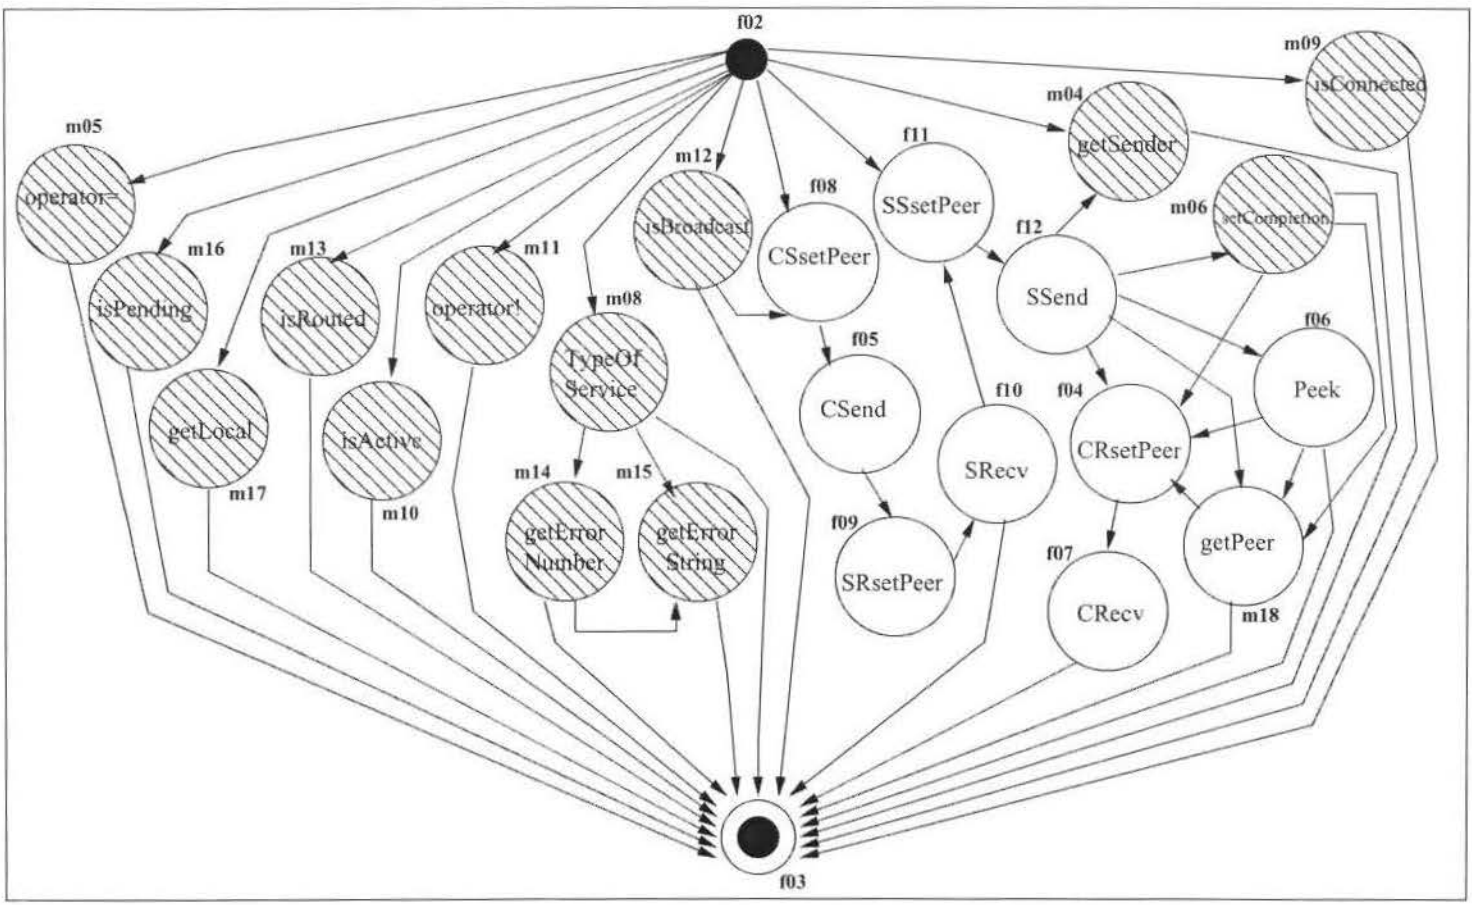 f02
m09
isConnected
m04
getSender
m05
operator=
f11
SSsetPeer
m12
isBroadcast
f08
CSsetPeer
m06
setCompletion
f12
SSend
m16
isPending
m13
isRouted
m11
operator!
m08
TypeOf
Service
f06
Peek
f05
CSend
f10
SRecv
f04
CRsetPeer
getLocal
m17
isActive
m10
m14
getError
Number
m15
getError
String
f09
SRsetPeer
getPeer
m18
f07
CRecv
f03